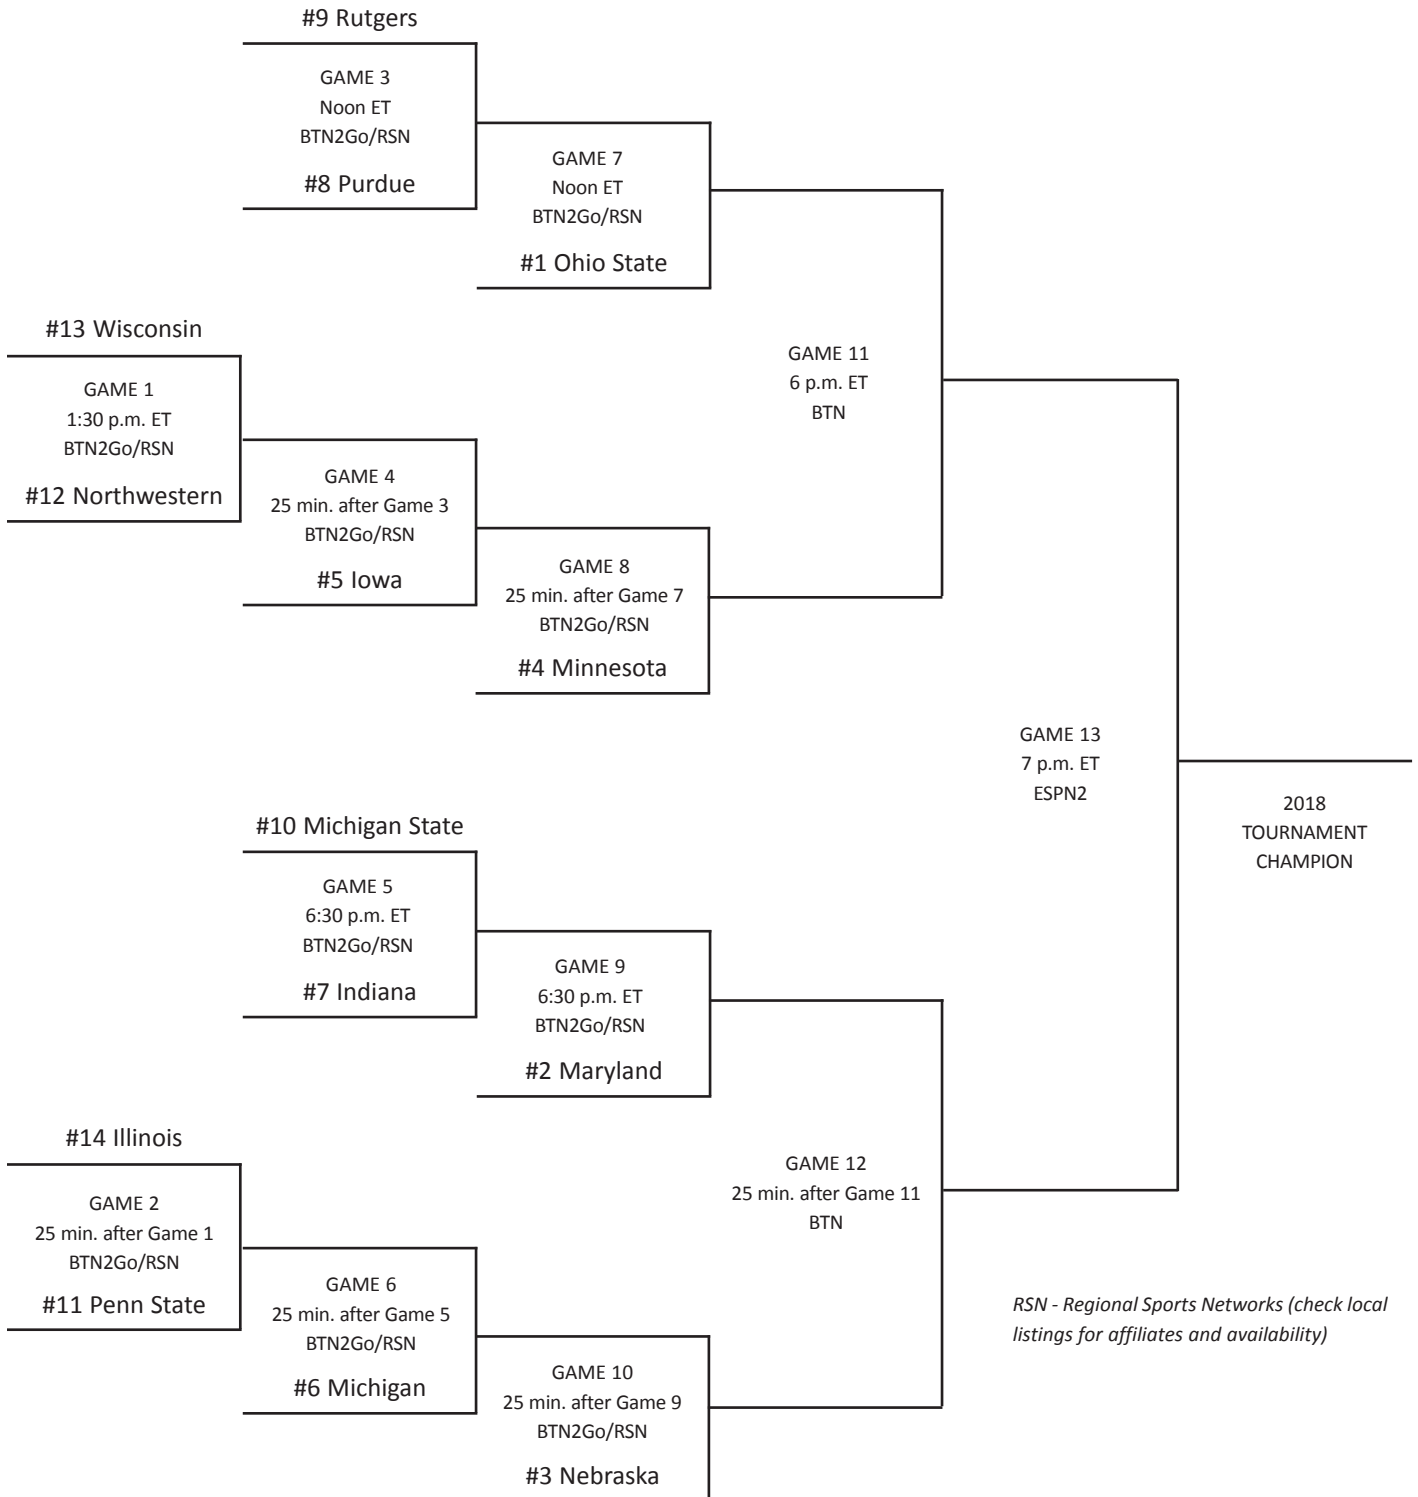 #9 Rutgers
GAME 3
Noon ET
BTN2Go/RSN
#8 Purdue
GAME 7
Noon ET
BTN2Go/RSN
#1 Ohio State
#13 Wisconsin
GAME 1
1:30 p.m. ET
BTN2Go/RSN
#12 Northwestern
GAME 4
25 min. after Game 3
BTN2Go/RSN
#5 Iowa
GAME 8
25 min. after Game 7
BTN2Go/RSN
#4 Minnesota
GAME 11
6 p.m. ET
BTN
GAME 13
7 p.m. ET
ESPN2
2018
TOURNAMENT
CHAMPION
#10 Michigan State
GAME 5
6:30 p.m. ET
BTN2Go/RSN
#7 Indiana
GAME 9
6:30 p.m. ET
BTN2Go/RSN
#2 Maryland
#14 Illinois
GAME 2
25 min. after Game 1
BTN2Go/RSN
#11 Penn State
GAME 6
25 min. after Game 5
BTN2Go/RSN
#6 Michigan
GAME 10
25 min. after Game 9
BTN2Go/RSN
#3 Nebraska
GAME 12
25 min. after Game 11
BTN
RSN - Regional Sports Networks (check local
listings for affiliates and availability)